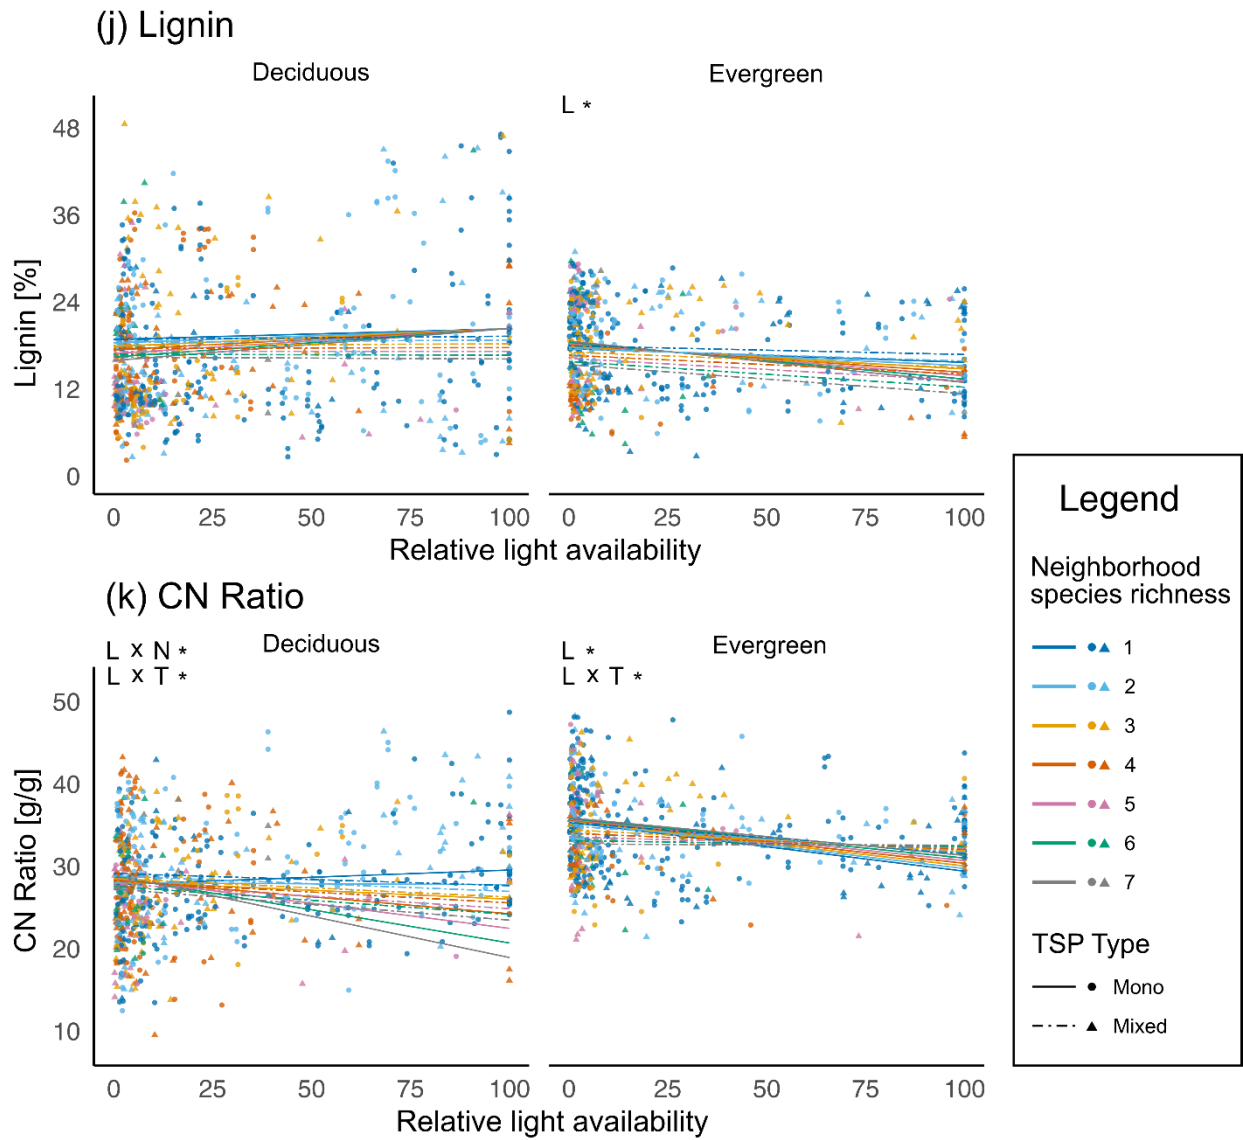 (j) Lignin
Deciduous
Evergreen
L *
Lignin [%]
48
36
24
12
0
0 25 50 75 100
0 25 50 75 100
Relative light availability
(k) CN Ratio
L x N *
L x T *
Deciduous
L *
L x T *
Evergreen
CN Ratio [g/g]
50
40
30
20
10
0 25 50 75 100
0 25 50 75 100
Relative light availability
Legend
Neighborhood
species richness
1
2
3
4
5
6
7
TSP Type
Mono
Mixed